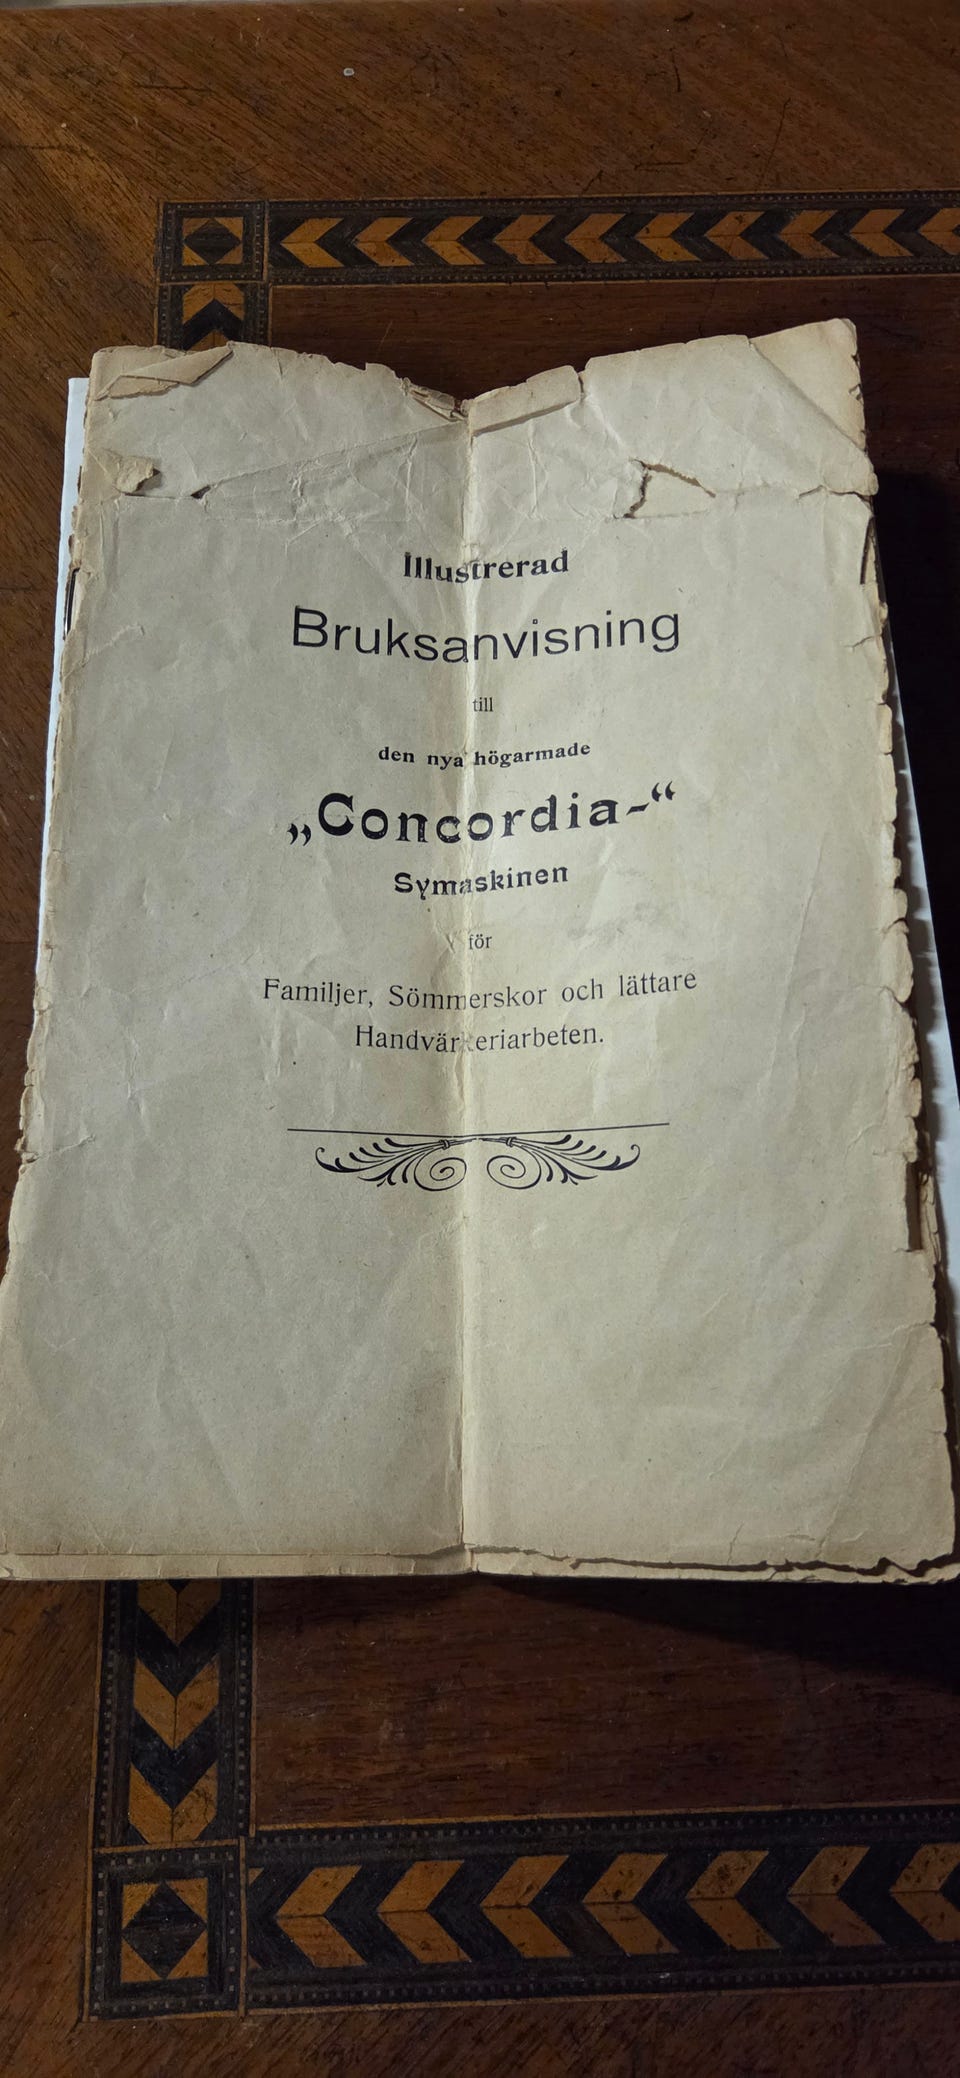 Illustrerad
Bruksanvisning
till
den nya högarmade
„Concordia-“
Symaskinen
för
Familjer, Sömmerskor och lättare
Handvärkeriarbeten.